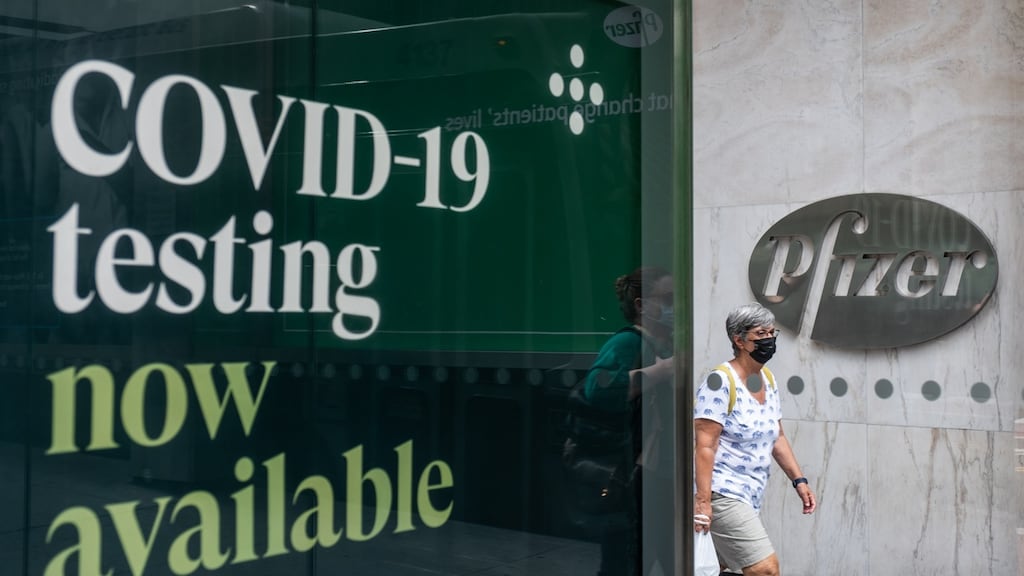 COVID-19
testing
now
available
Pfizer
that change patients' lives
Pfizer